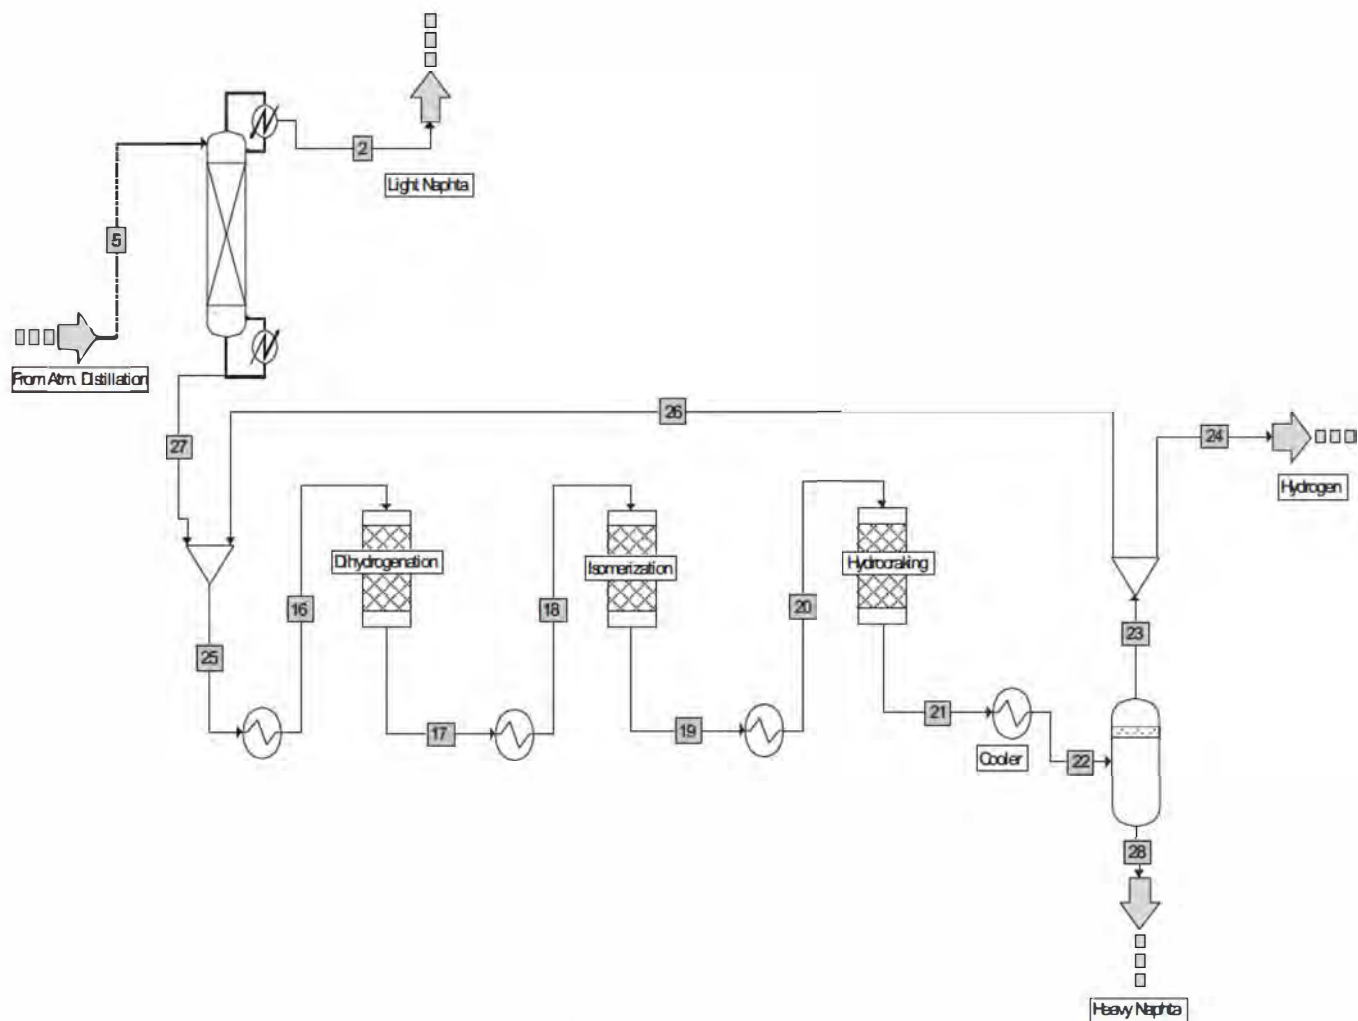 2
Light Naphta
5
From Atm. Distillation
26
27
24
Hydrogen
Dihydrogenation
Isomerization
Hydrocraking
16
18
20
23
25
17
19
21
22
Cooler
28
Heavy Naphta